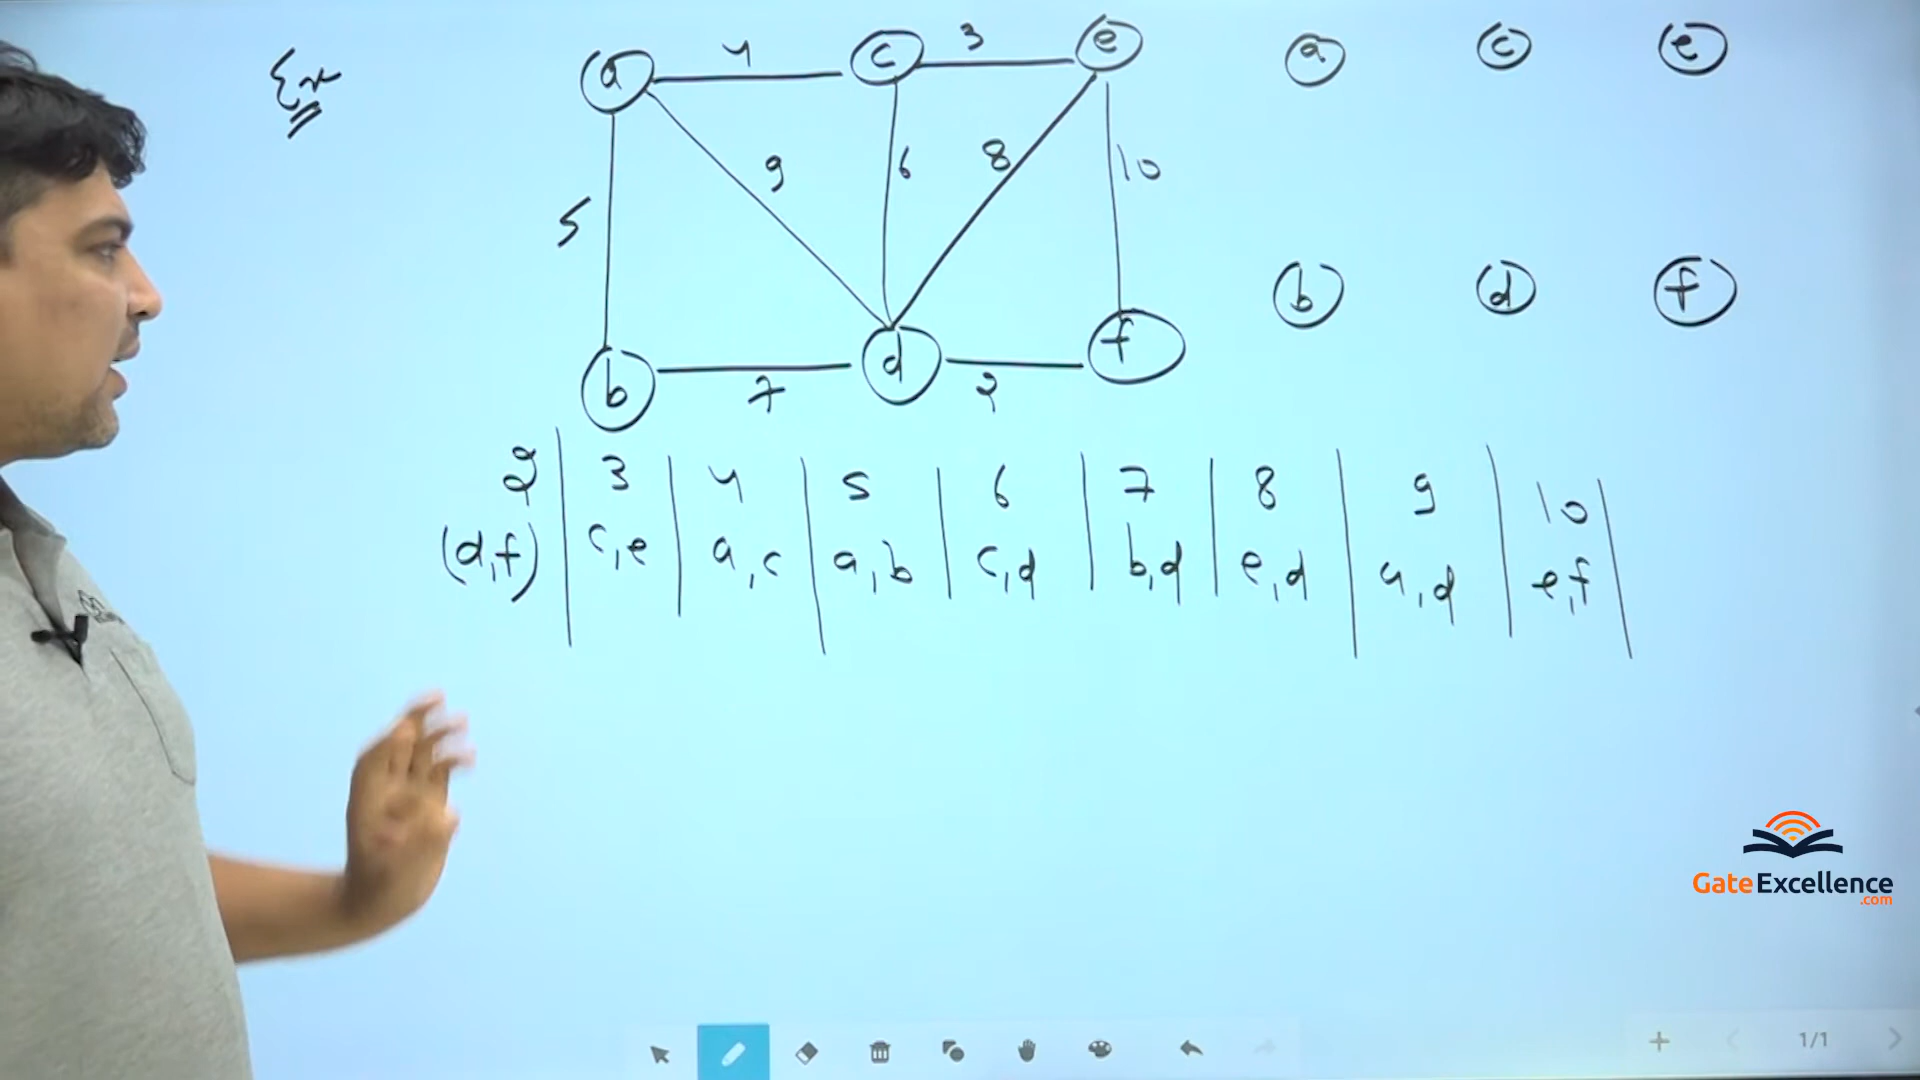 Ex
a 4 c 3 e
5 9 6 8 10
b 7 d 2 f
a c e
b d f
2 3 4 5 6 7 8 9 10
(d,f) c,e a,c a,b c,d b,d e,d a,d e,f
GateExcellence
.com
1/1